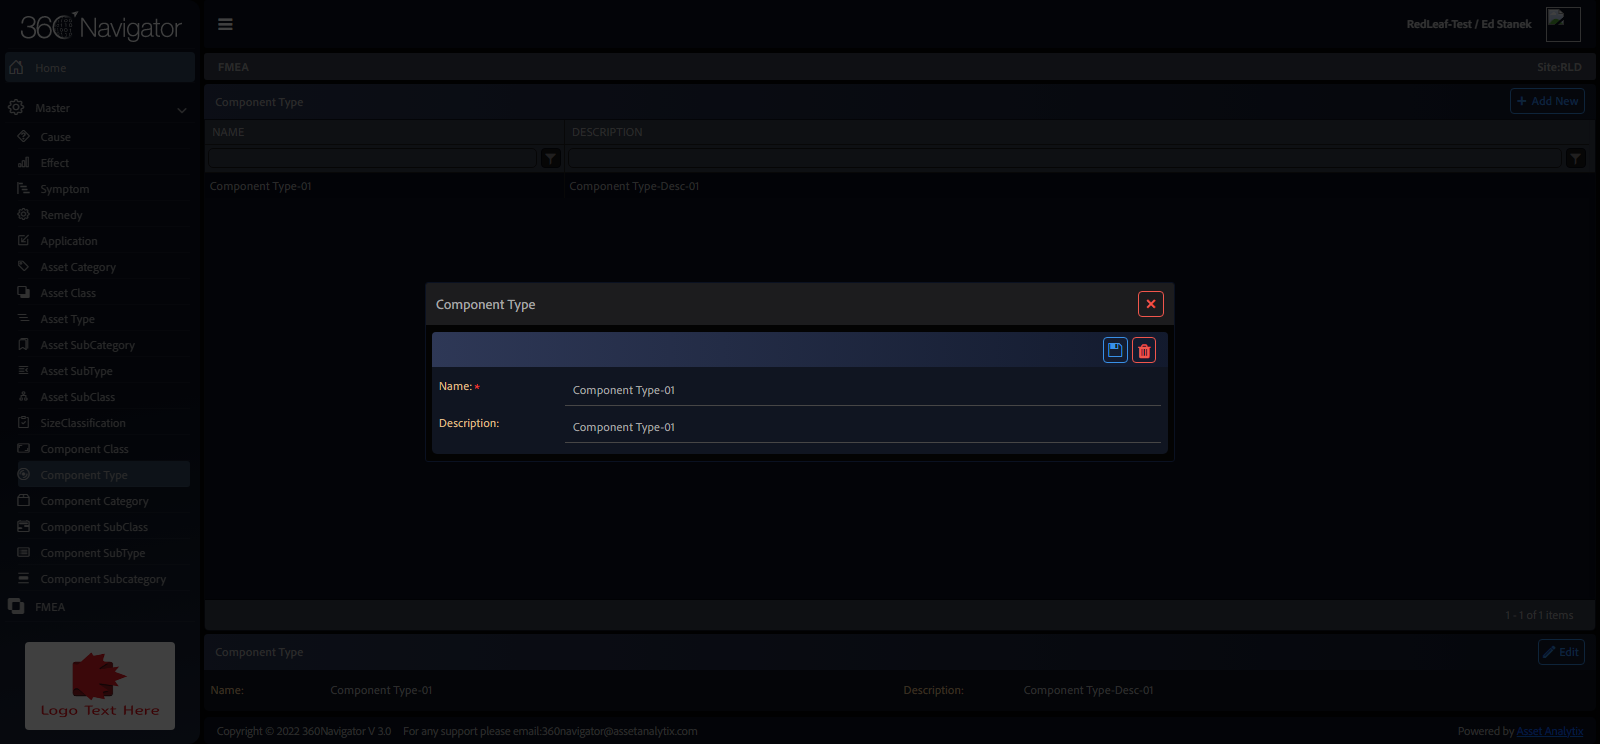 360 Navigator
RedLeaf-Test / Ed Stanek
Home
FMEA
Site:RLD
Master
Component Type
+ Add New
Cause
NAME
DESCRIPTION
Effect
Symptom
Component Type-01
Component Type-Desc-01
Remedy
Application
Asset Category
Asset Class
Asset Type
Asset SubCategory
Asset SubType
Asset SubClass
SizeClassification
Component Class
Component Type
Component Category
Component SubClass
Component SubType
Component Subcategory
FMEA
Component Type
Name: *
Component Type-01
Description:
Component Type-01
1 - 1 of 1 items
Component Type
Edit
Name:
Component Type-01
Description:
Component Type-Desc-01
Logo Text Here
Copyright © 2022 360Navigator V 3.0
For any support please email:360navigator@assetanalytix.com
Powered by Asset Analytix